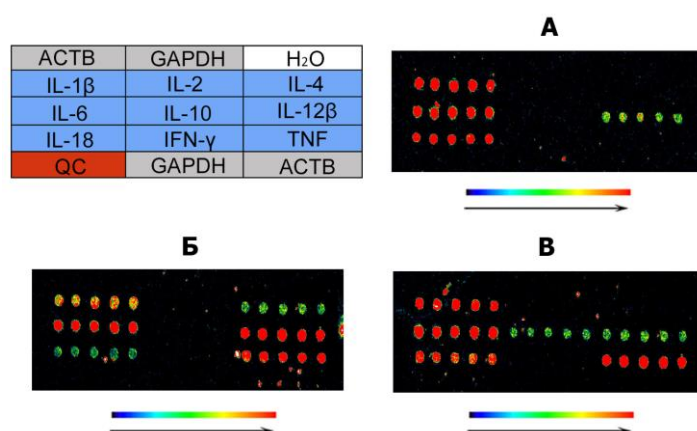 А
ACTB GAPDH H₂O
IL-1β IL-2 IL-4
IL-6 IL-10 IL-12β
IL-18 IFN-γ TNF
QC GAPDH ACTB
Б В